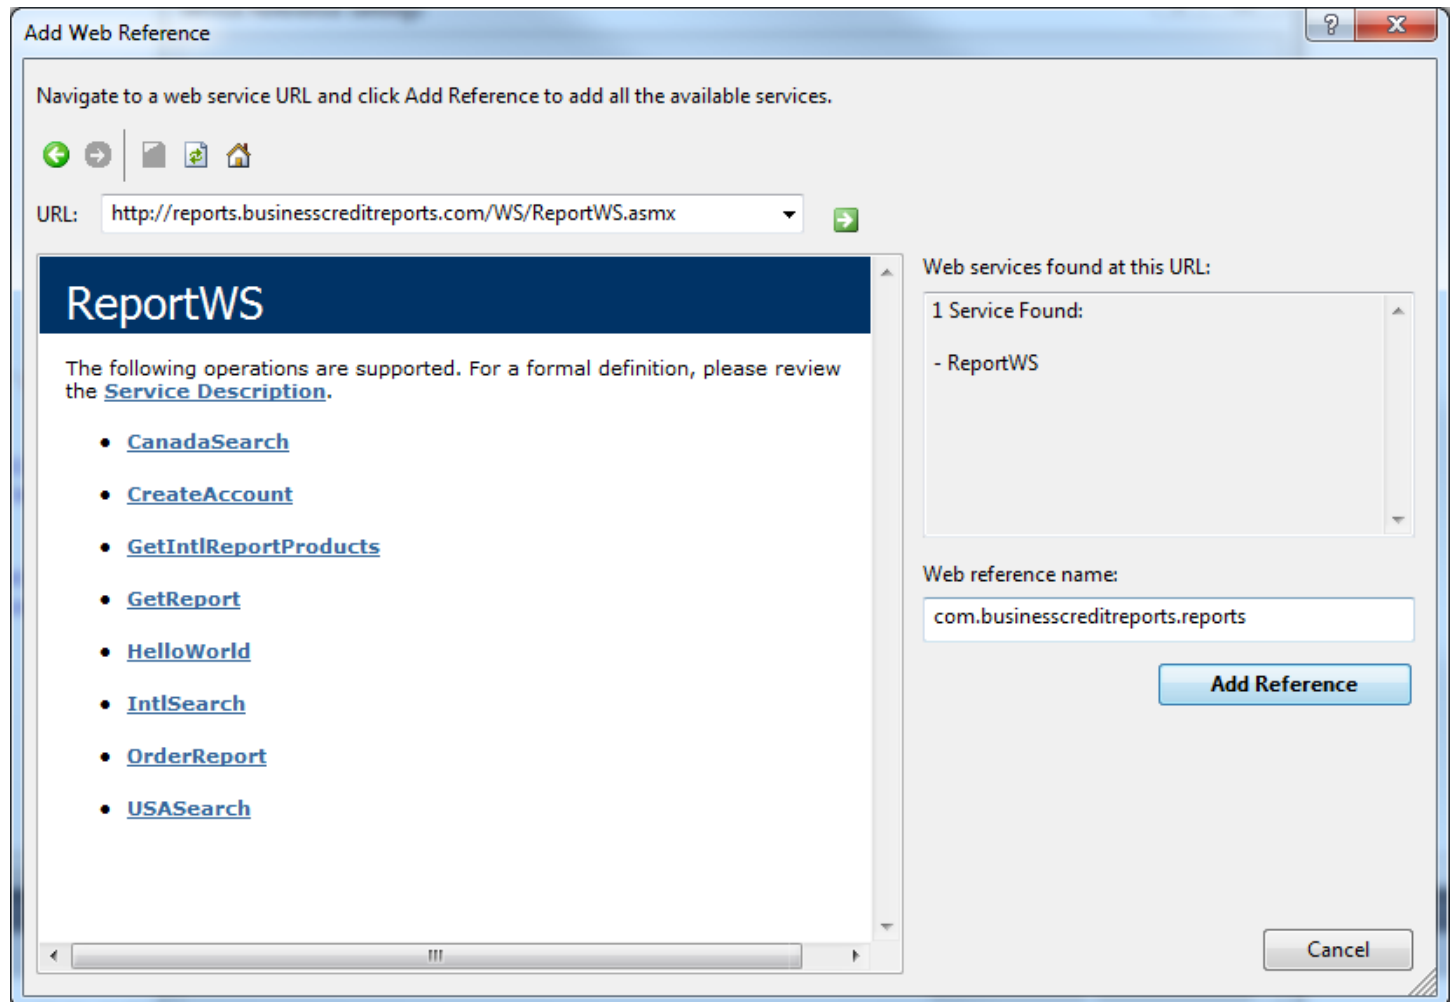 Add Web Reference
Navigate to a web service URL and click Add Reference to add all the available services.
URL:
http://reports.businesscreditreports.com/WS/ReportWS.asmx
ReportWS
The following operations are supported. For a formal definition, please review
the Service Description.
• CanadaSearch
• CreateAccount
• GetIntlReportProducts
• GetReport
• HelloWorld
• IntlSearch
• OrderReport
• USASearch
Web services found at this URL:
1 Service Found:
- ReportWS
Web reference name:
com.businesscreditreports.reports
Add Reference
Cancel